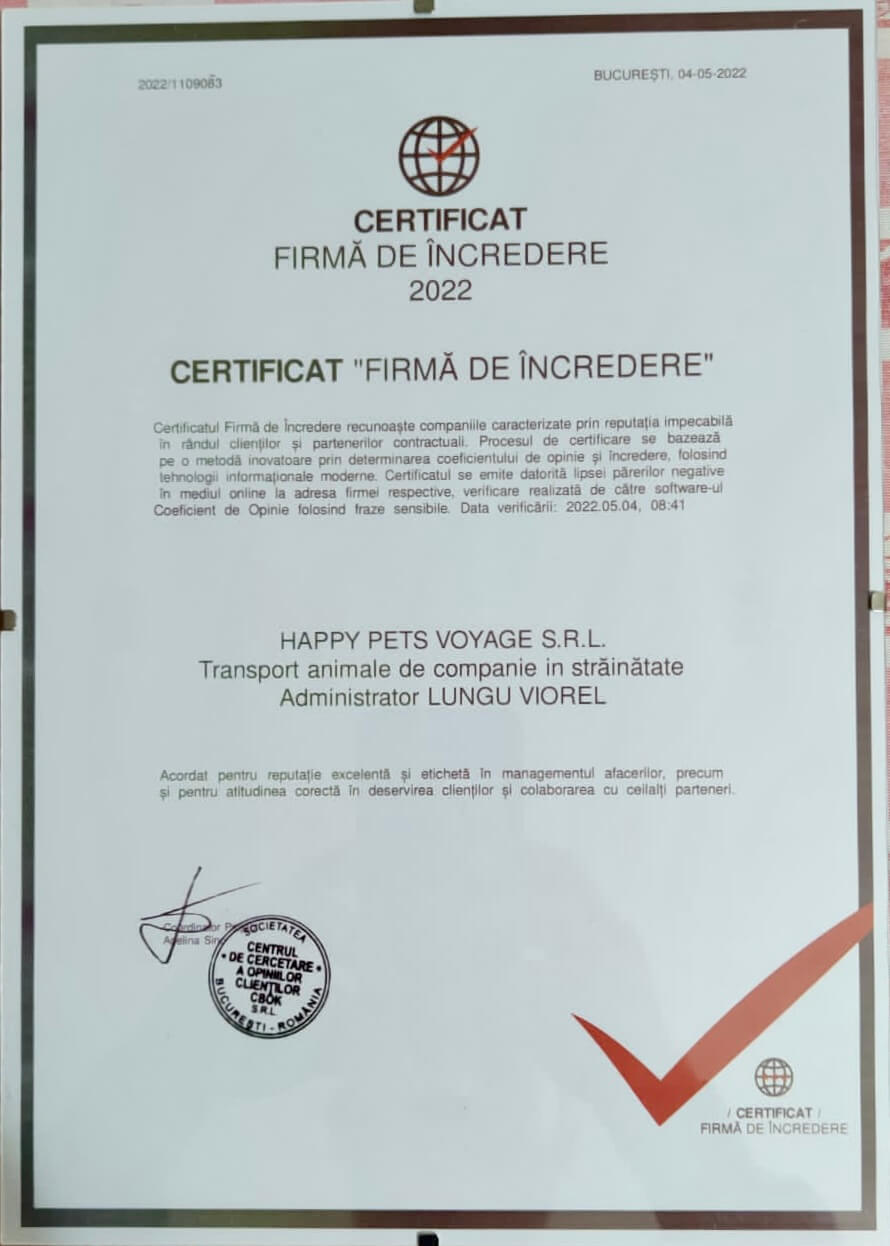 2022/1109083
BUCUREȘTI, 04-05-2022
CERTIFICAT
FIRMĂ DE ÎNCREDERE
2022
CERTIFICAT "FIRMĂ DE ÎNCREDERE"
Certificatul Firmă de Încredere recunoaște companiile caracterizate prin reputația impecabilă
în rândul clienților și partenerilor contractuali. Procesul de certificare se bazează
pe o metodă inovatoare prin determinarea coeficientului de opinie și încredere, folosind
tehnologii informaționale moderne. Certificatul se emite datorită lipsei părerilor negative
în mediul online la adresa firmei respective, verificare realizată de către software-ul
Coeficient de Opinie folosind fraze sensibile. Data verificării: 2022.05.04, 08:41
HAPPY PETS VOYAGE S.R.L.
Transport animale de companie in străinătate
Administrator LUNGU VIOREL
Acordat pentru reputație excelentă și etichetă în managementul afacerilor, precum
și pentru atitudinea corectă în deservirea clienților și colaborarea cu ceilalți parteneri.
Coordinator
Adelina
SOCIETATEA
CENTRUL
DE CERCETARE
A OPINIILOR
CLIENȚILOR
CBOK
S.R.L.
BUCUREȘTI - ROMÂNIA
/ CERTIFICAT /
FIRMĂ DE ÎNCREDERE